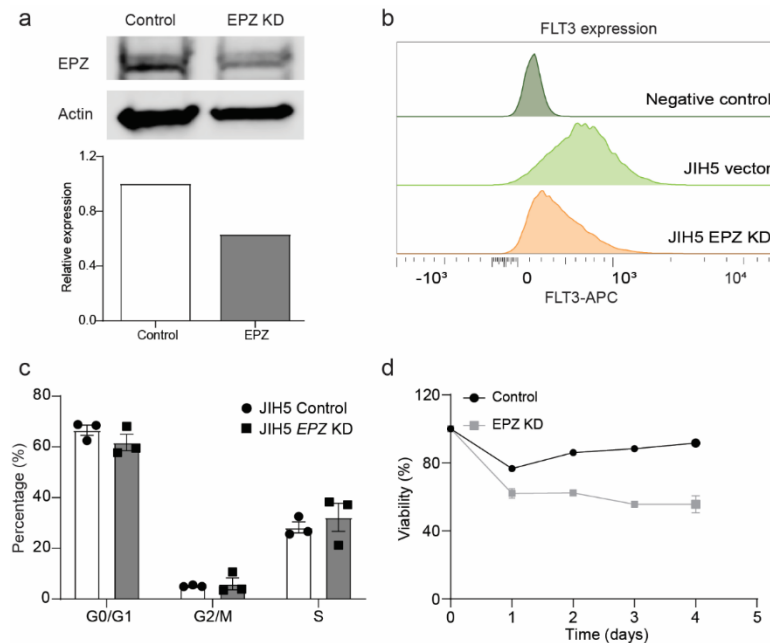 a
Control
EPZ KD
EPZ
Actin
Relative expression
1.2
0.8
0.4
0.0
Control
EPZ
b
FLT3 expression
Negative control
JIH5 vector
JIH5 EPZ KD
-10³
0
10³
10⁴
FLT3-APC
c
Percentage (%)
80
60
40
20
0
JIH5 Control
JIH5 EPZ KD
G0/G1
G2/M
S
d
Viability (%)
120
80
40
0
Control
EPZ KD
0
1
2
3
4
5
Time (days)